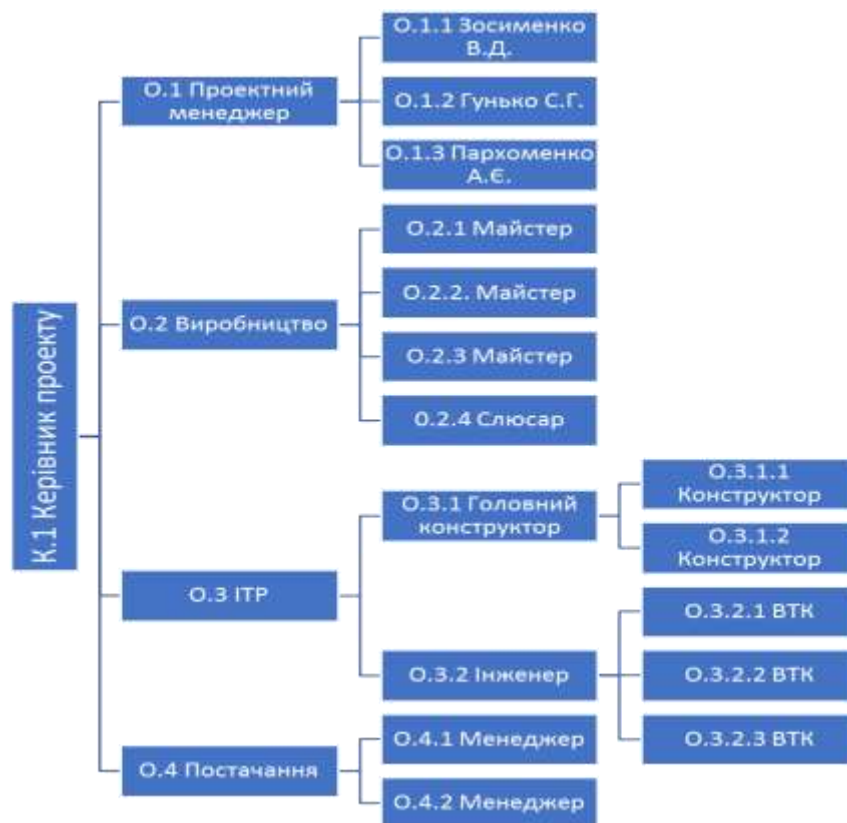 К.1 Керівник проекту
О.1 Проектний
менеджер
О.1.1 Зосименко
В.Д.
О.1.2 Гунько С.Г.
О.1.3 Пархоменко
А.Є.
О.2 Виробництво
О.2.1 Майстер
О.2.2. Майстер
О.2.3 Майстер
0.2.4 Слюсар
О.3 ІТР
О.3.1 Головний
конструктор
О.3.1.1
Конструктор
О.3.1.2
Конструктор
О.3.2 Інженер
О.3.2.1 ВТК
О.3.2.2 ВТК
О.3.2.3 ВТК
О.4 Постачання
О.4.1 Менеджер
О.4.2 Менеджер